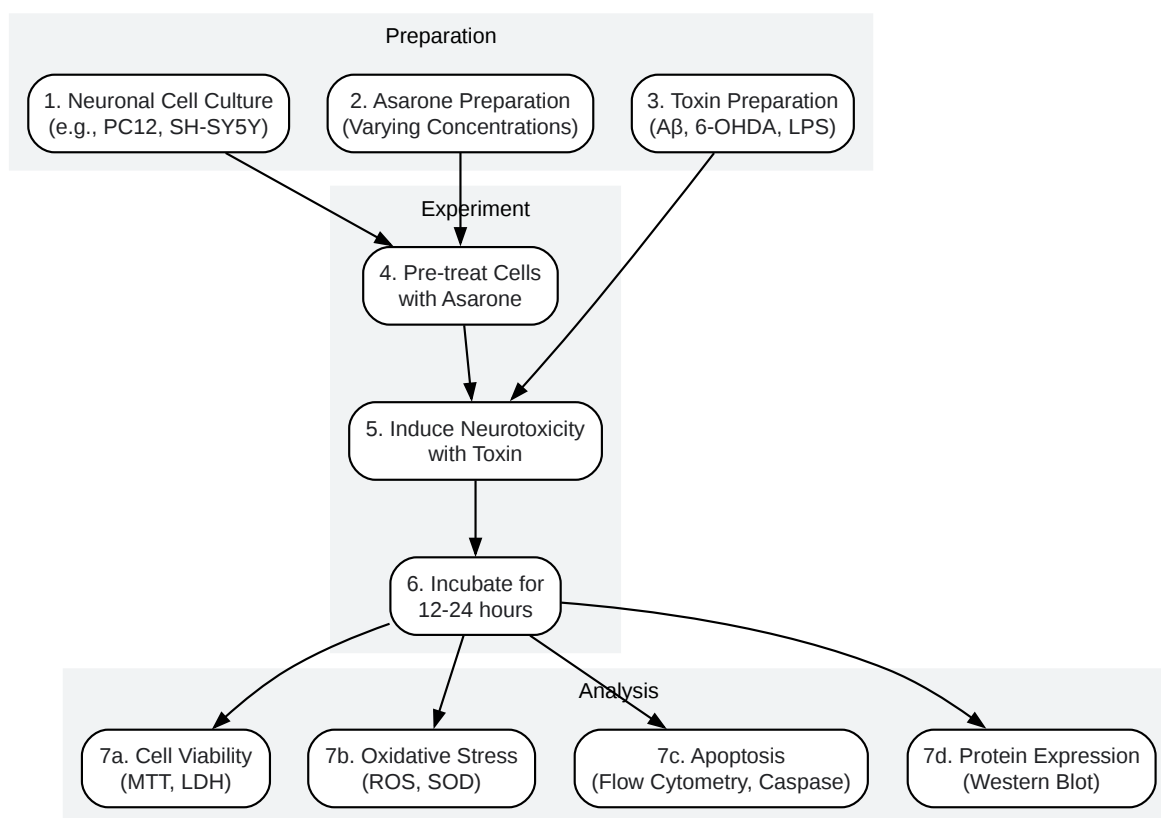 Preparation
1. Neuronal Cell Culture
(e.g., PC12, SH-SY5Y)
2. Asarone Preparation
(Varying Concentrations)
3. Toxin Preparation
(Aβ, 6-OHDA, LPS)
Experiment
4. Pre-treat Cells
with Asarone
5. Induce Neurotoxicity
with Toxin
6. Incubate for
12-24 hours
Analysis
7a. Cell Viability
(MTT, LDH)
7b. Oxidative Stress
(ROS, SOD)
7c. Apoptosis
(Flow Cytometry, Caspase)
7d. Protein Expression
(Western Blot)